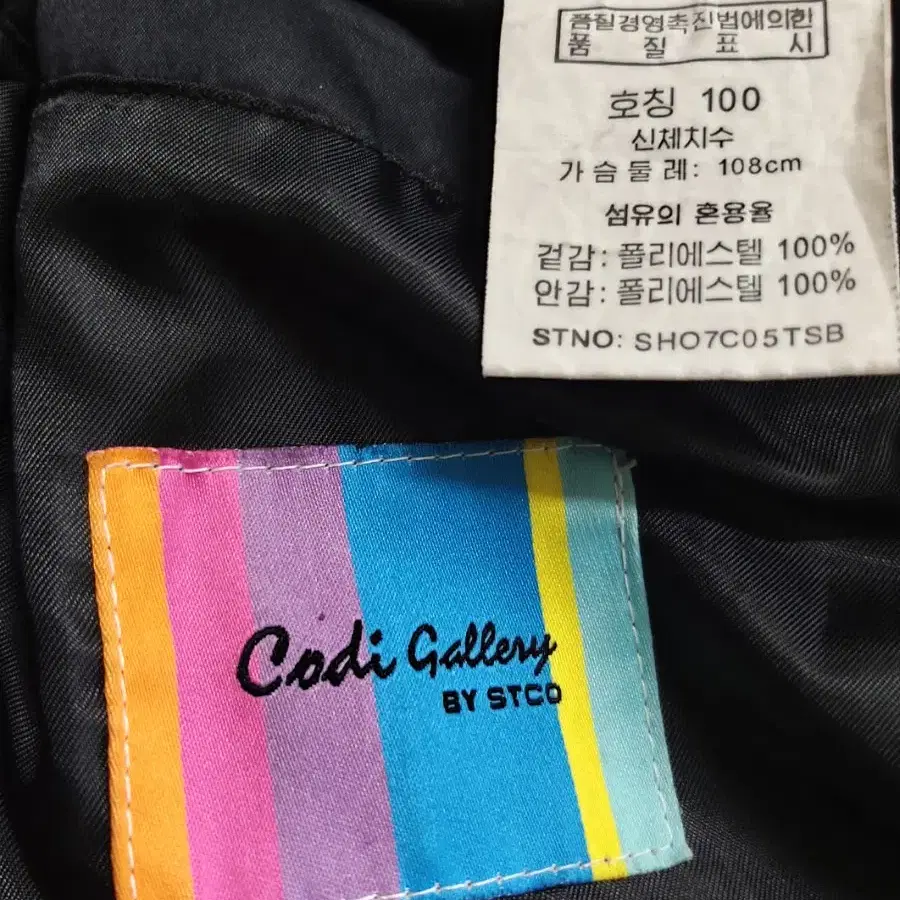 품질경영촉진법에의한
품 질 표 시
호칭 100
신체치수
가슴둘레: 108cm
섬유의 혼용율
겉감: 폴리에스텔 100%
안감: 폴리에스텔 100%
STNO: SHO7C05TSB
Codi Gallery
BY STCO